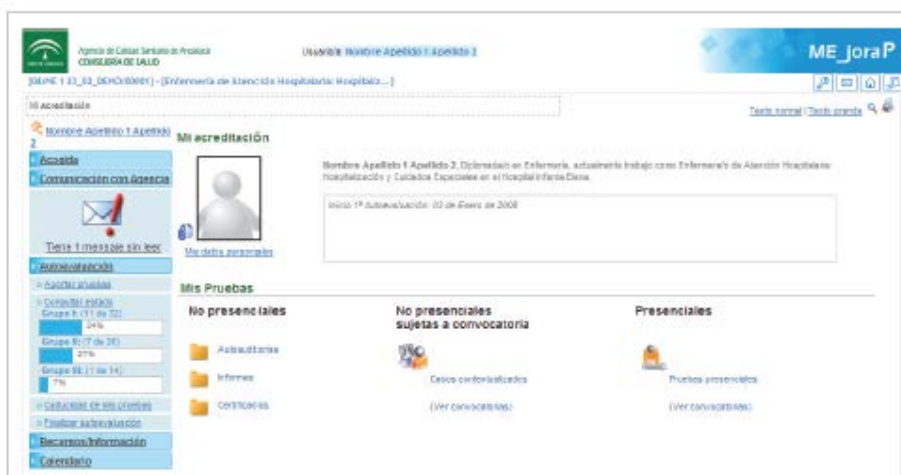 Agencia de Calidad Sanitaria de Andalucía
CONSEJERÍA DE SALUD
Usuario/a: Nombre Apellido 1 Apellido 2
ME_joraP
[Enfermería de Atención Hospitalaria: Hospitaliz...]
Mi acreditación
Texto normal | Texto grande
Nombre Apellido 1 Apellido 2
Mi acreditación
Acogida
Comunicación con Agencia
Nombre Apellido 1 Apellido 2, Diplomado/a en Enfermería, actualmente trabajo como Enfermero/a de Atención Hospitalaria:
Hospitalización y Cuidados Especiales en el Hospital Infanta Elena.
Inicio 1ª Autoevaluación: 03 de Enero de 2008
Tiene 1 mensaje sin leer
Mis datos personales
Autoevaluación
Aportar pruebas
Consultar estado
Grupo I: (11 de 32)
34%
Grupo II: (7 de 26)
27%
Grupo III: (1 de 14)
7%
Caducidad de mis pruebas
Finalizar autoevaluación
Recursos/Información
Calendario
Mis Pruebas
No presenciales
Autoauditorías
Informes
Certificados
No presenciales
sujetas a convocatoria
Casos contextualizados
(Ver convocatorias)
Presenciales
Pruebas presenciales
(Ver convocatorias)